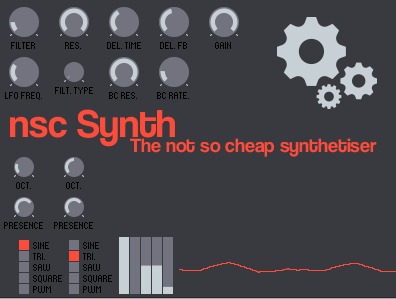 FILTER RES. DEL. TIME DEL. FB GAIN
LFO FREQ. FILT. TYPE BC RES. BC RATE.
nsc Synth
The not so cheap synthetiser
OCT. OCT.
PRESENCE PRESENCE
SINE SINE
TRI. TRI.
SAW SAW
SQUARE SQUARE
PWM PWM